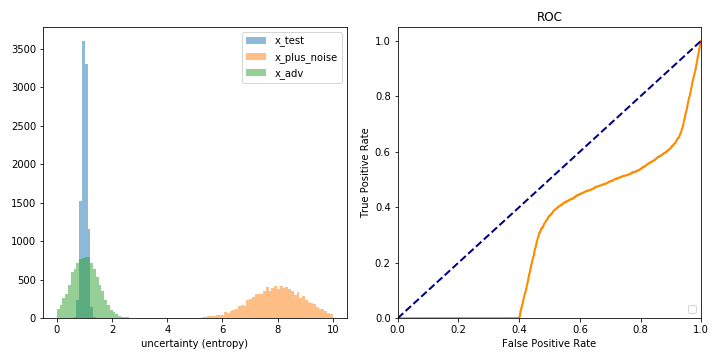 3500
3000
2500
2000
1500
1000
500
0
0 2 4 6 8 10
uncertainty (entropy)
x_test
x_plus_noise
x_adv
ROC
1.0
0.8
0.6
0.4
0.2
0.0
0.0 0.2 0.4 0.6 0.8 1.0
True Positive Rate
False Positive Rate